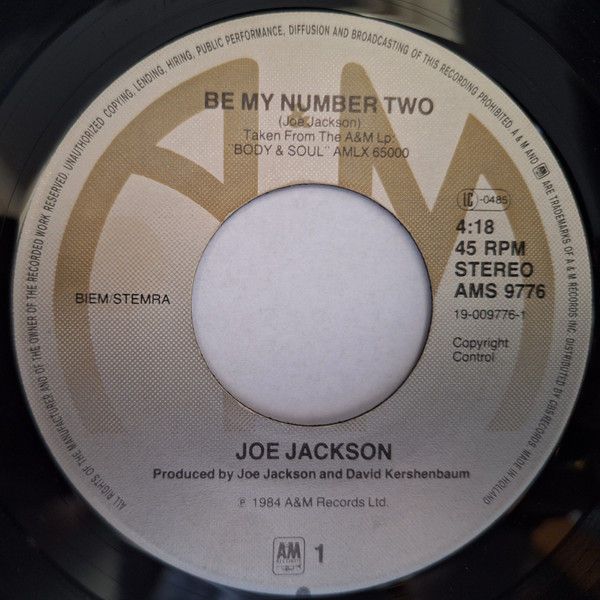 ALL RIGHTS OF THE MANUFACTURER AND OF THE OWNER OF THE RECORDED WORK RESERVED. UNAUTHORIZED COPYING, LENDING, HIRING, PUBLIC PERFORMANCE, DIFFUSION AND BROADCASTING OF THIS RECORDING PROHIBITED. A & M AND AM ARE TRADEMARKS OF A & M RECORDS INC. DISTRIBUTED BY CBS RECORDS. MADE IN HOLLAND
A&M
BE MY NUMBER TWO
(Joe Jackson)
Taken From The A&M Lp:
"BODY & SOUL" AMLX 65000
LC-0485
4:18
45 RPM
STEREO
AMS 9776
19-009776-1
BIEM STEMRA
Copyright
Control
JOE JACKSON
Produced by Joe Jackson and David Kershenbaum
℗ 1984 A&M Records Ltd.
AM
RECORDS
1